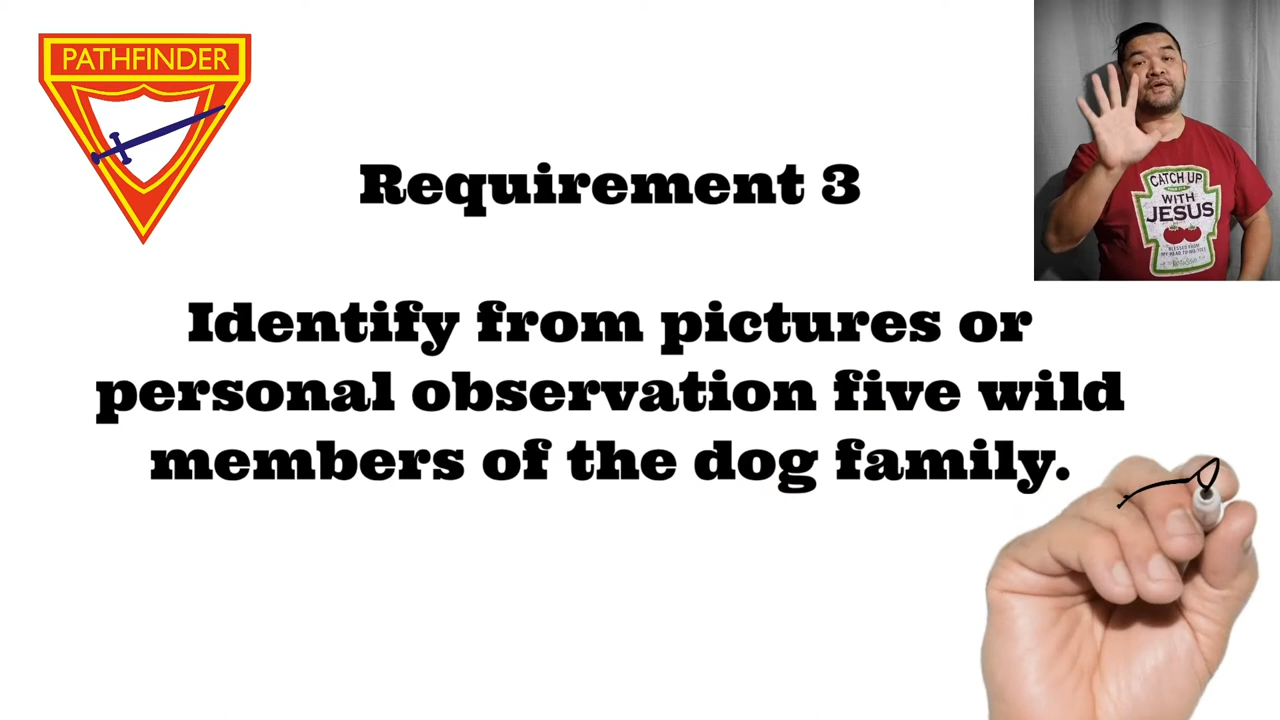 PATHFINDER
Requirement 3
Identify from pictures or
personal observation five wild
members of the dog family.
CATCH UP
WITH
JESUS